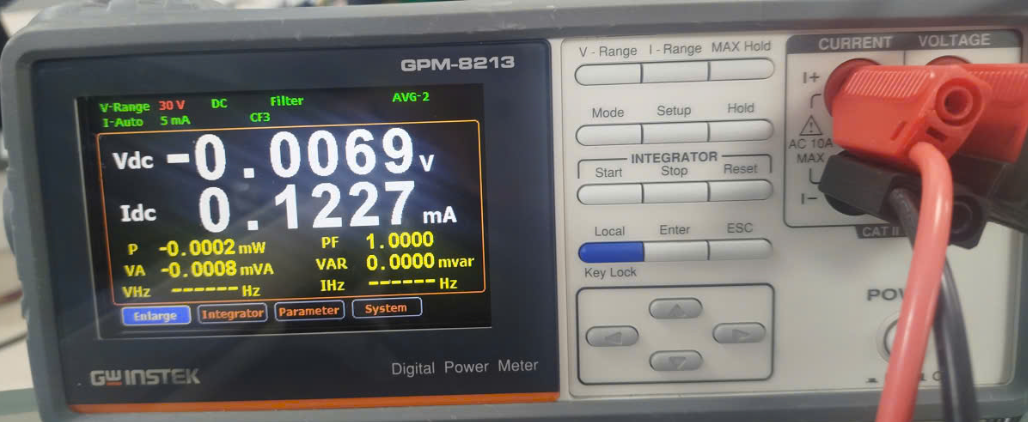 GPM-8213
V-Range 30 V DC Filter AVG-2
I-Auto 5 mA CF3
Vdc -0.0069 V
Idc 0.1227 mA
P -0.0002 mW PF 1.0000
VA -0.0008 mVA VAR 0.0000 mvar
VHz ------ Hz IHz ------ Hz
Enlarge Integrator Parameter System
GWINSTEK
Digital Power Meter
V - Range I - Range MAX Hold
Mode Setup Hold
INTEGRATOR
Start Stop Reset
Local Enter ESC
Key Lock
CURRENT VOLTAGE
I+
AC 10A
MAX
I-
CAT II